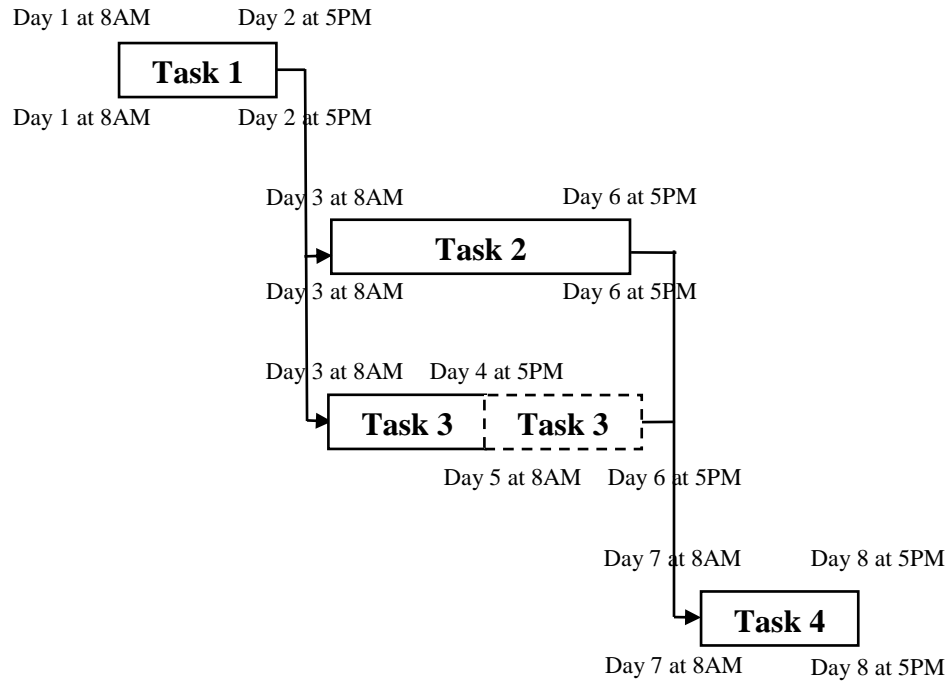 Day 1 at 8AM Day 2 at 5PM
Task 1
Day 1 at 8AM Day 2 at 5PM
Day 3 at 8AM Day 6 at 5PM
Task 2
Day 3 at 8AM Day 6 at 5PM
Day 3 at 8AM Day 4 at 5PM
Task 3 Task 3
Day 5 at 8AM Day 6 at 5PM
Day 7 at 8AM Day 8 at 5PM
Task 4
Day 7 at 8AM Day 8 at 5PM